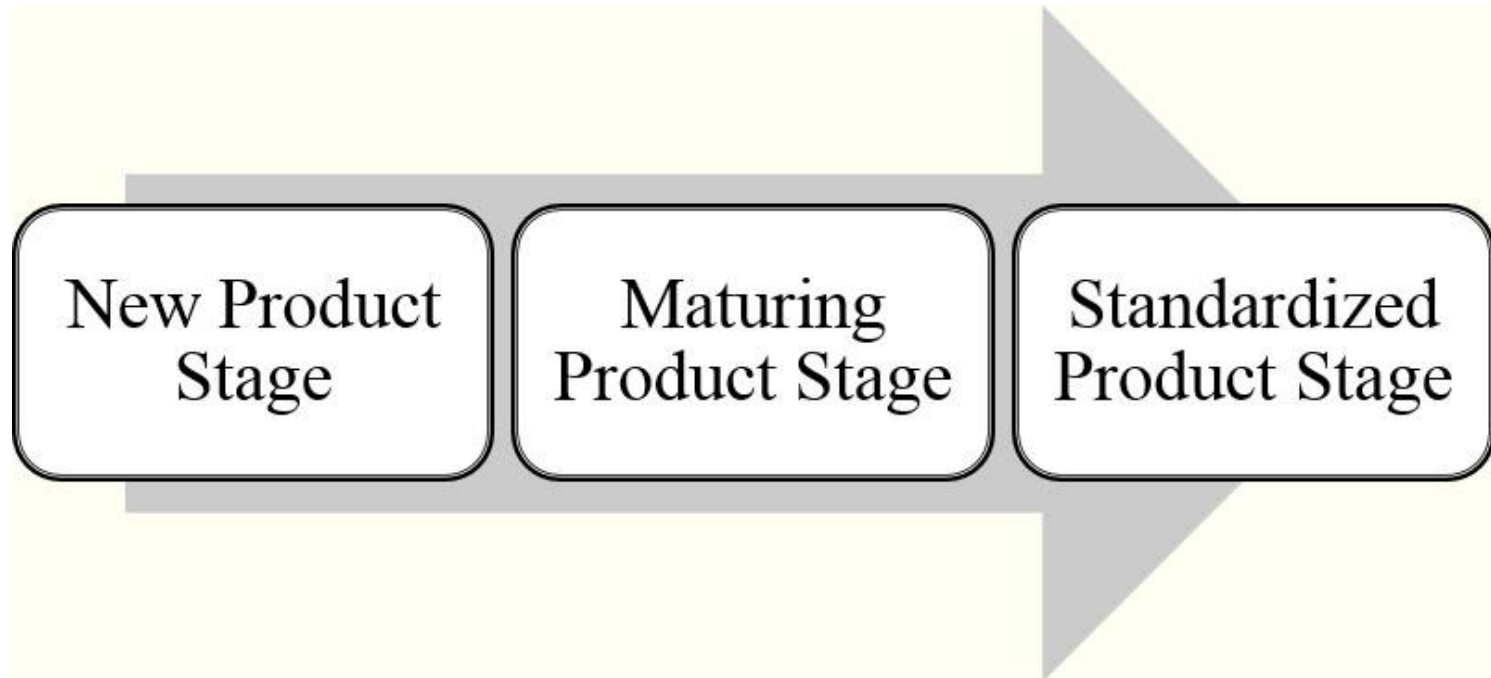 New Product
Stage
Maturing
Product Stage
Standardized
Product Stage